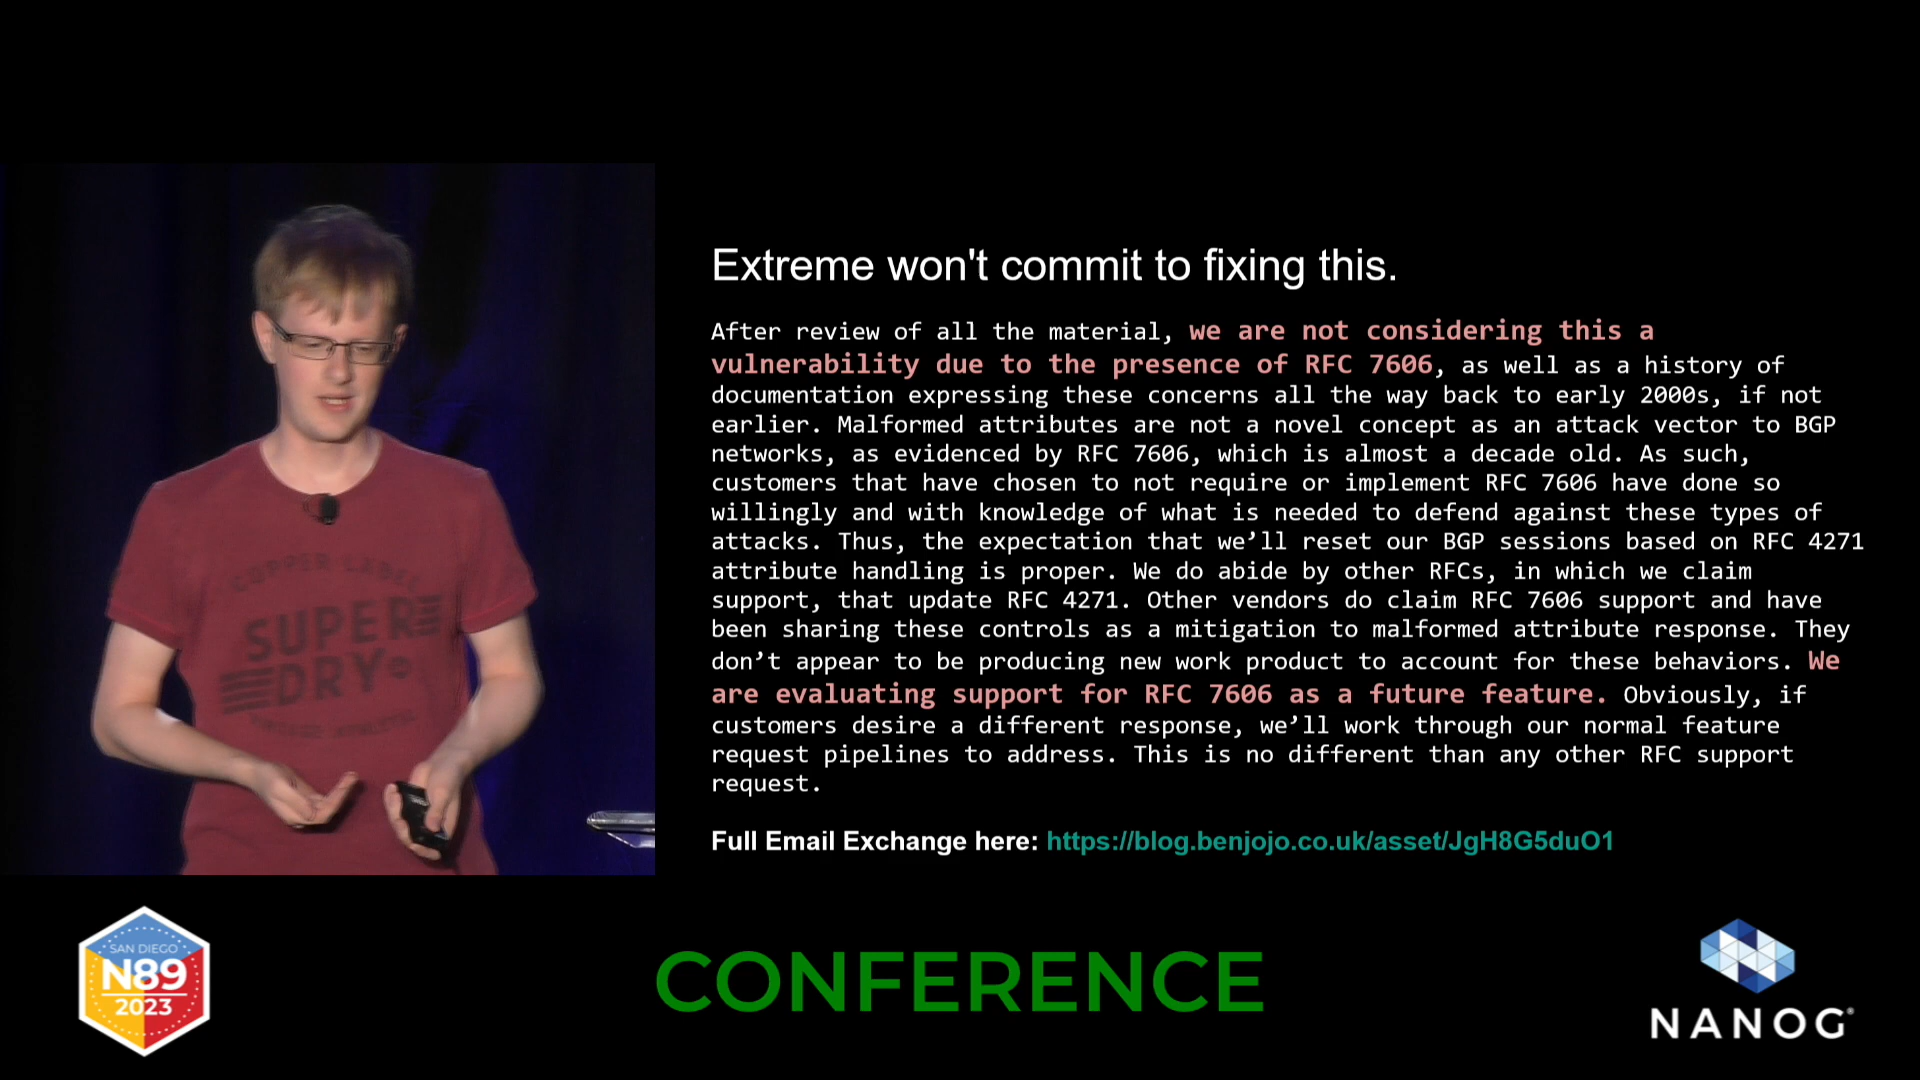 Extreme won't commit to fixing this.
After review of all the material, we are not considering this a
vulnerability due to the presence of RFC 7606, as well as a history of
documentation expressing these concerns all the way back to early 2000s, if not
earlier. Malformed attributes are not a novel concept as an attack vector to BGP
networks, as evidenced by RFC 7606, which is almost a decade old. As such,
customers that have chosen to not require or implement RFC 7606 have done so
willingly and with knowledge of what is needed to defend against these types of
attacks. Thus, the expectation that we’ll reset our BGP sessions based on RFC 4271
attribute handling is proper. We do abide by other RFCs, in which we claim
support, that update RFC 4271. Other vendors do claim RFC 7606 support and have
been sharing these controls as a mitigation to malformed attribute response. They
don’t appear to be producing new work product to account for these behaviors. We
are evaluating support for RFC 7606 as a future feature. Obviously, if
customers desire a different response, we’ll work through our normal feature
request pipelines to address. This is no different than any other RFC support
request.
Full Email Exchange here: https://blog.benjojo.co.uk/asset/JgH8G5duO1
COPPER LABEL
SUPER
DRY
SAN DIEGO
N89
2023
CONFERENCE
NANOG®